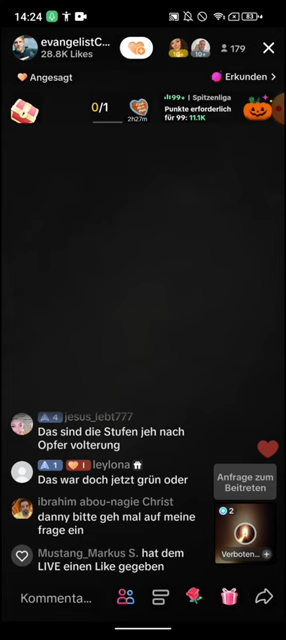 14:24
83
evangelistC...
28.8K Likes
10+
10+
179
Angesagt
Erkunden >
0/1
2h27m
99+ | Spitzenliga
Punkte erforderlich
für 99: 11.1K
4 jesus_lebt777
Das sind die Stufen jeh nach
Opfer volterung
1 1 leylona
Das war doch jetzt grün oder
ibrahim abou-nagie Christ
danny bitte geh mal auf meine
frage ein
Mustang_Markus S. hat dem
LIVE einen Like gegeben
Anfrage zum
Beitreten
2
Verboten...
Kommenta...